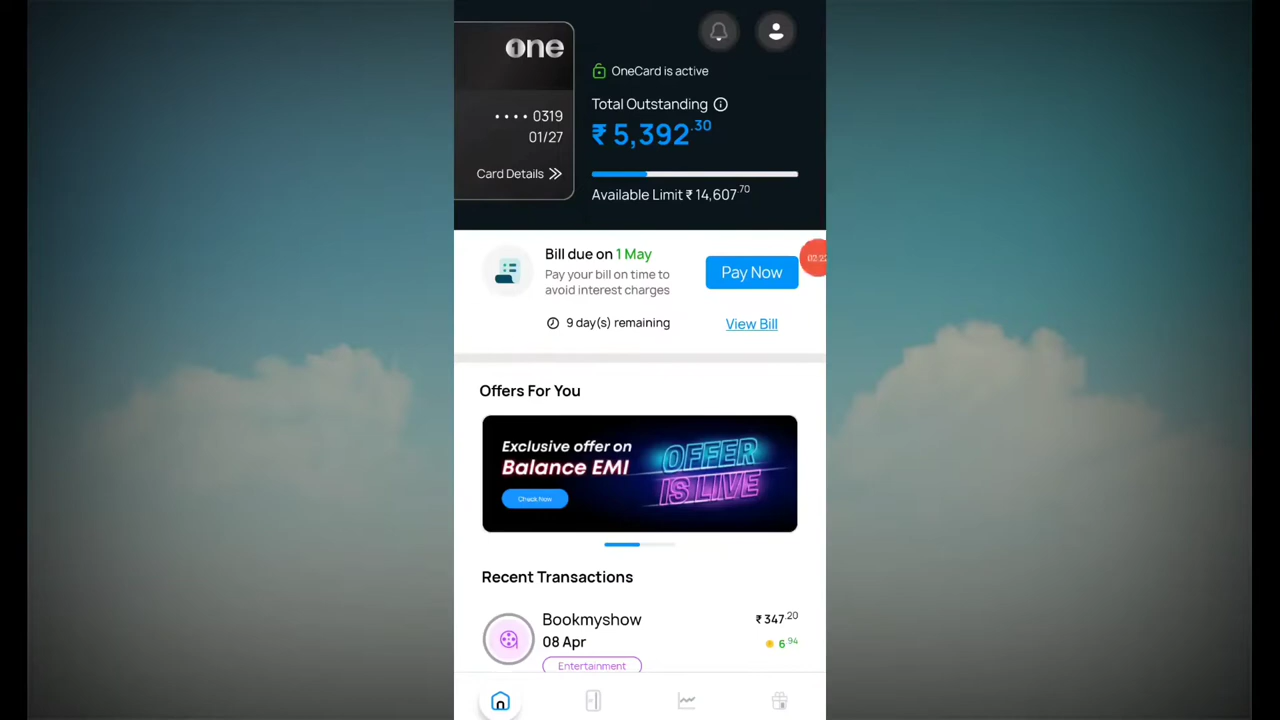 one
OneCard is active
Total Outstanding
₹ 5,392.30
•••• 0319
01/27
Card Details
Available Limit ₹ 14,607.70
Bill due on 1 May
Pay your bill on time to
avoid interest charges
Pay Now
02:22
9 day(s) remaining
View Bill
Offers For You
Exclusive offer on
Balance EMI
Check Now
OFFER
IS LIVE
Recent Transactions
Bookmyshow
₹ 347.20
08 Apr
6.94
Entertainment